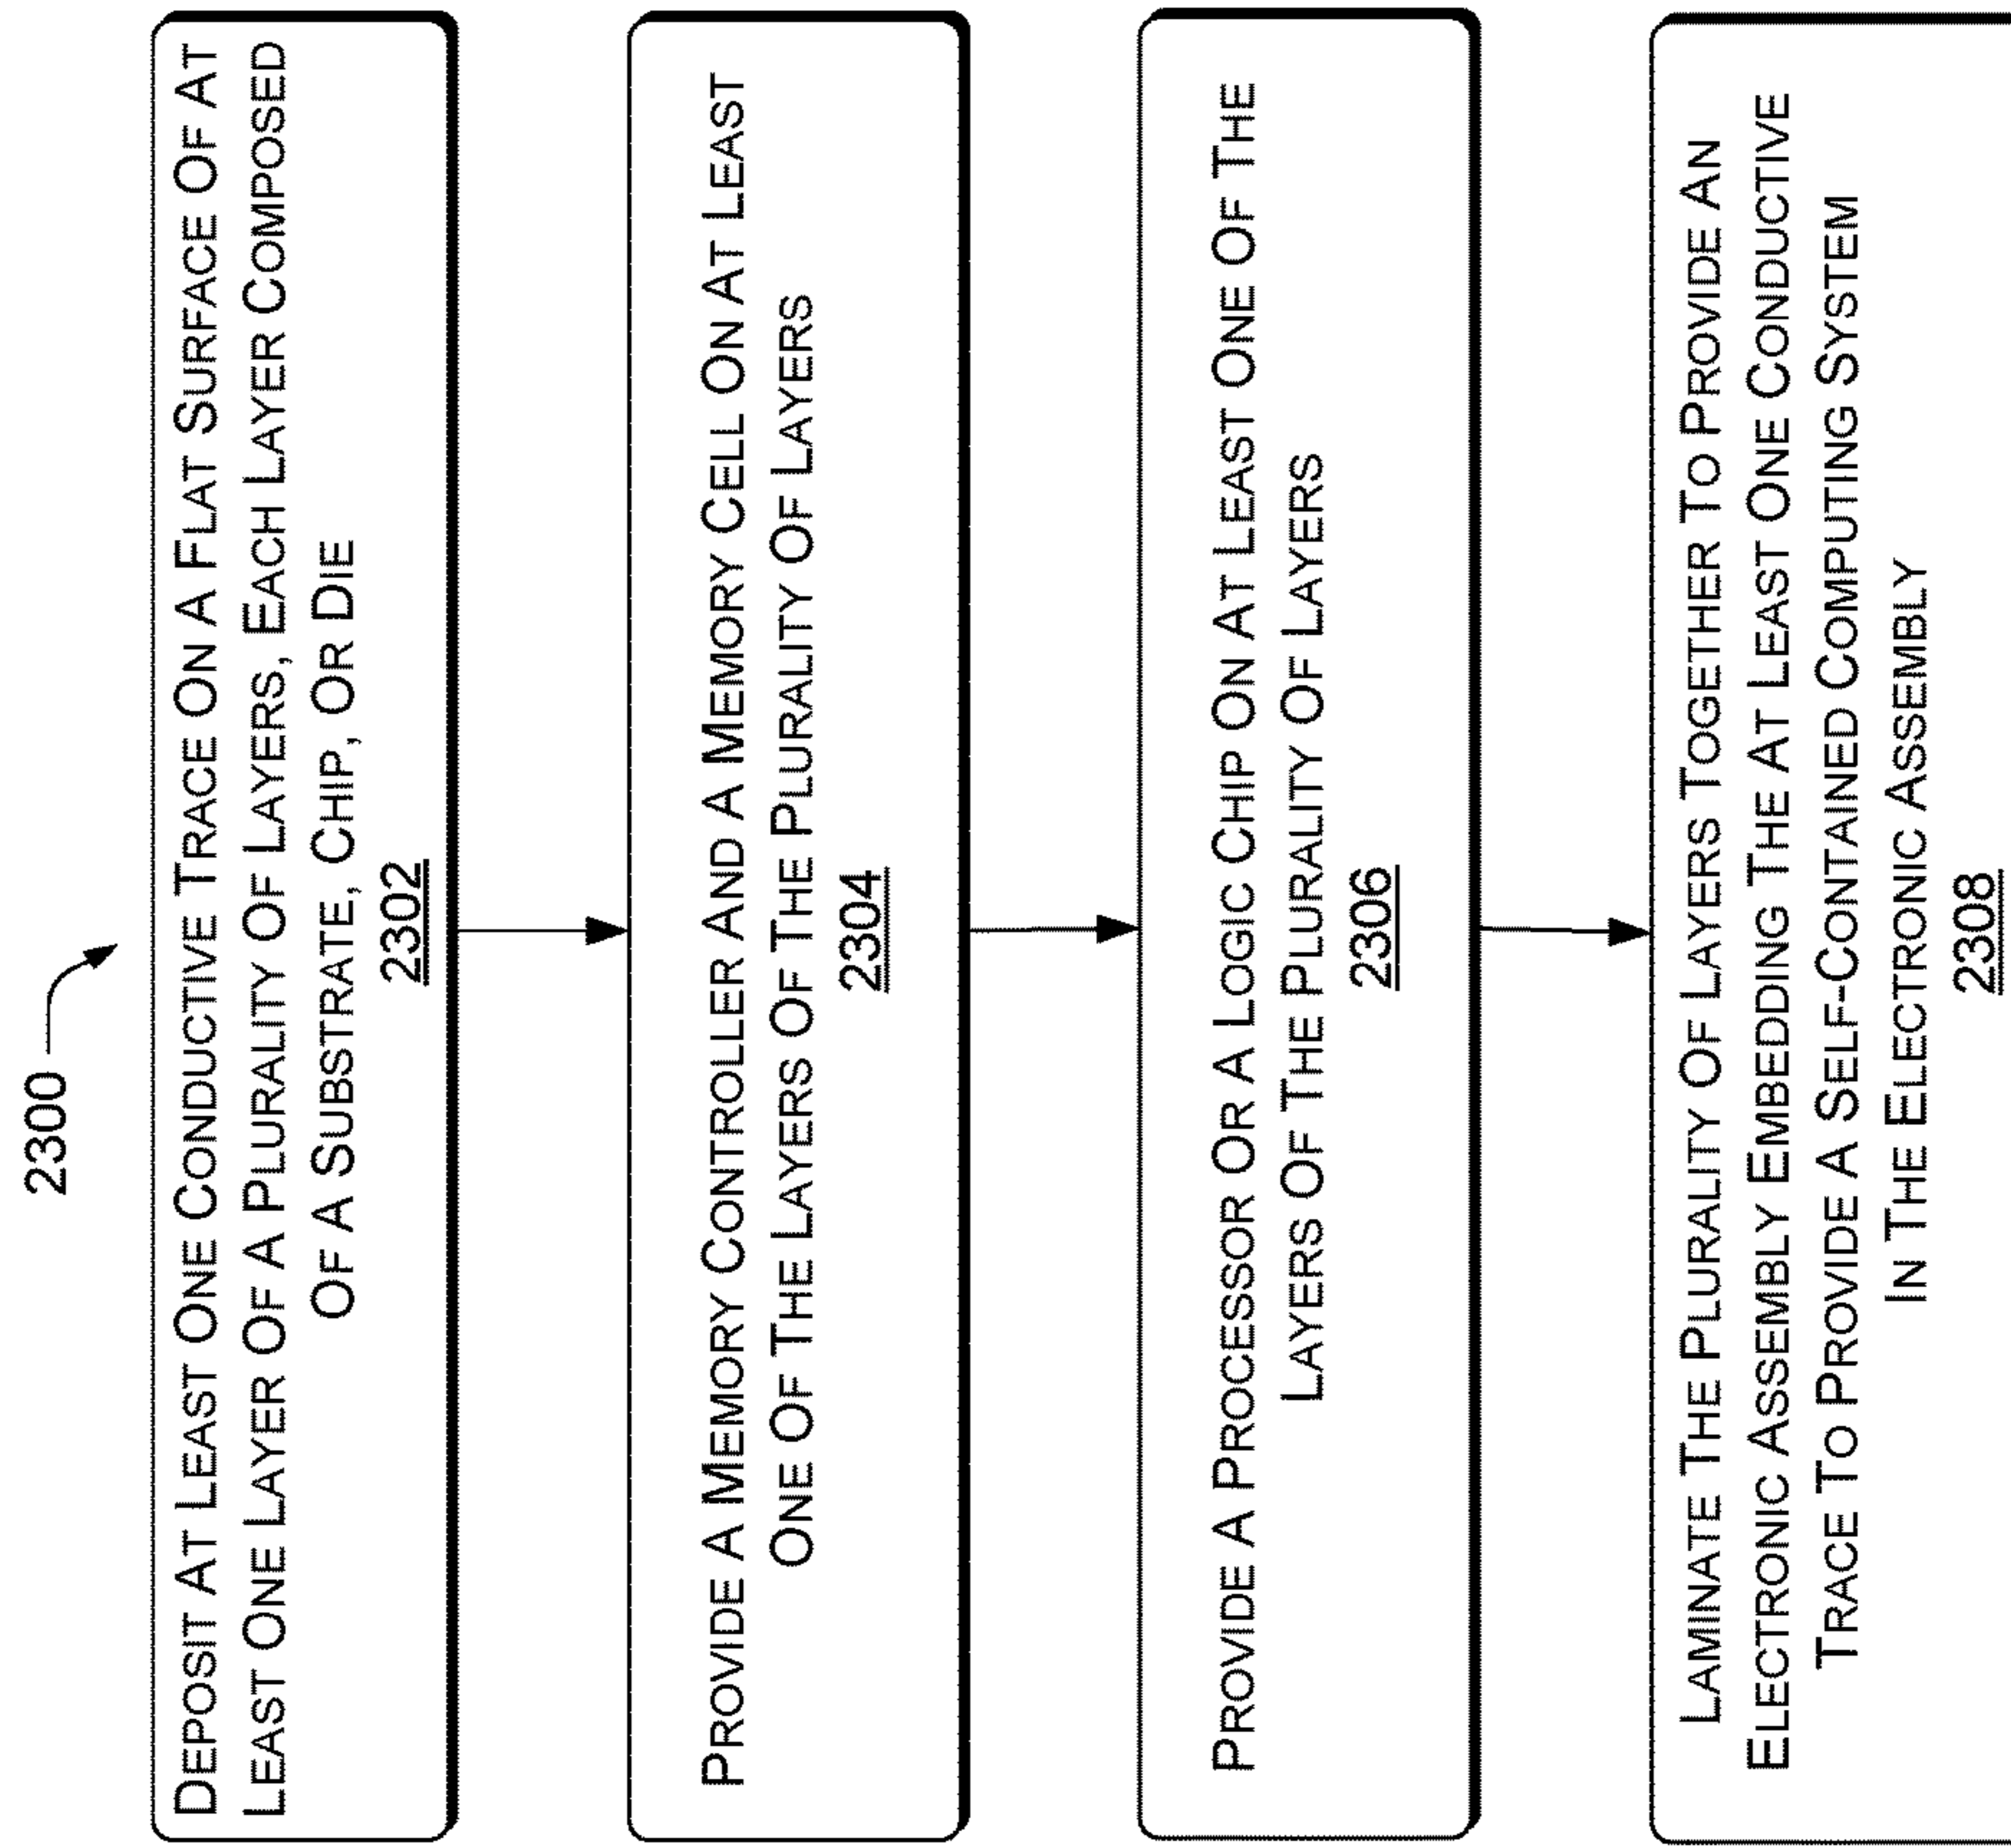 2300
DEPOSIT AT LEAST ONE CONDUCTIVE TRACE ON A FLAT SURFACE OF AT
LEAST ONE LAYER OF A PLURALITY OF LAYERS, EACH LAYER COMPOSED
OF A SUBSTRATE, CHIP, OR DIE
2302
PROVIDE A MEMORY CONTROLLER AND A MEMORY CELL ON AT LEAST
ONE OF THE LAYERS OF THE PLURALITY OF LAYERS
2304
PROVIDE A PROCESSOR OR A LOGIC CHIP ON AT LEAST ONE OF THE
LAYERS OF THE PLURALITY OF LAYERS
2306
LAMINATE THE PLURALITY OF LAYERS TOGETHER TO PROVIDE AN
ELECTRONIC ASSEMBLY EMBEDDING THE AT LEAST ONE CONDUCTIVE
TRACE TO PROVIDE A SELF-CONTAINED COMPUTING SYSTEM
IN THE ELECTRONIC ASSEMBLY
2308